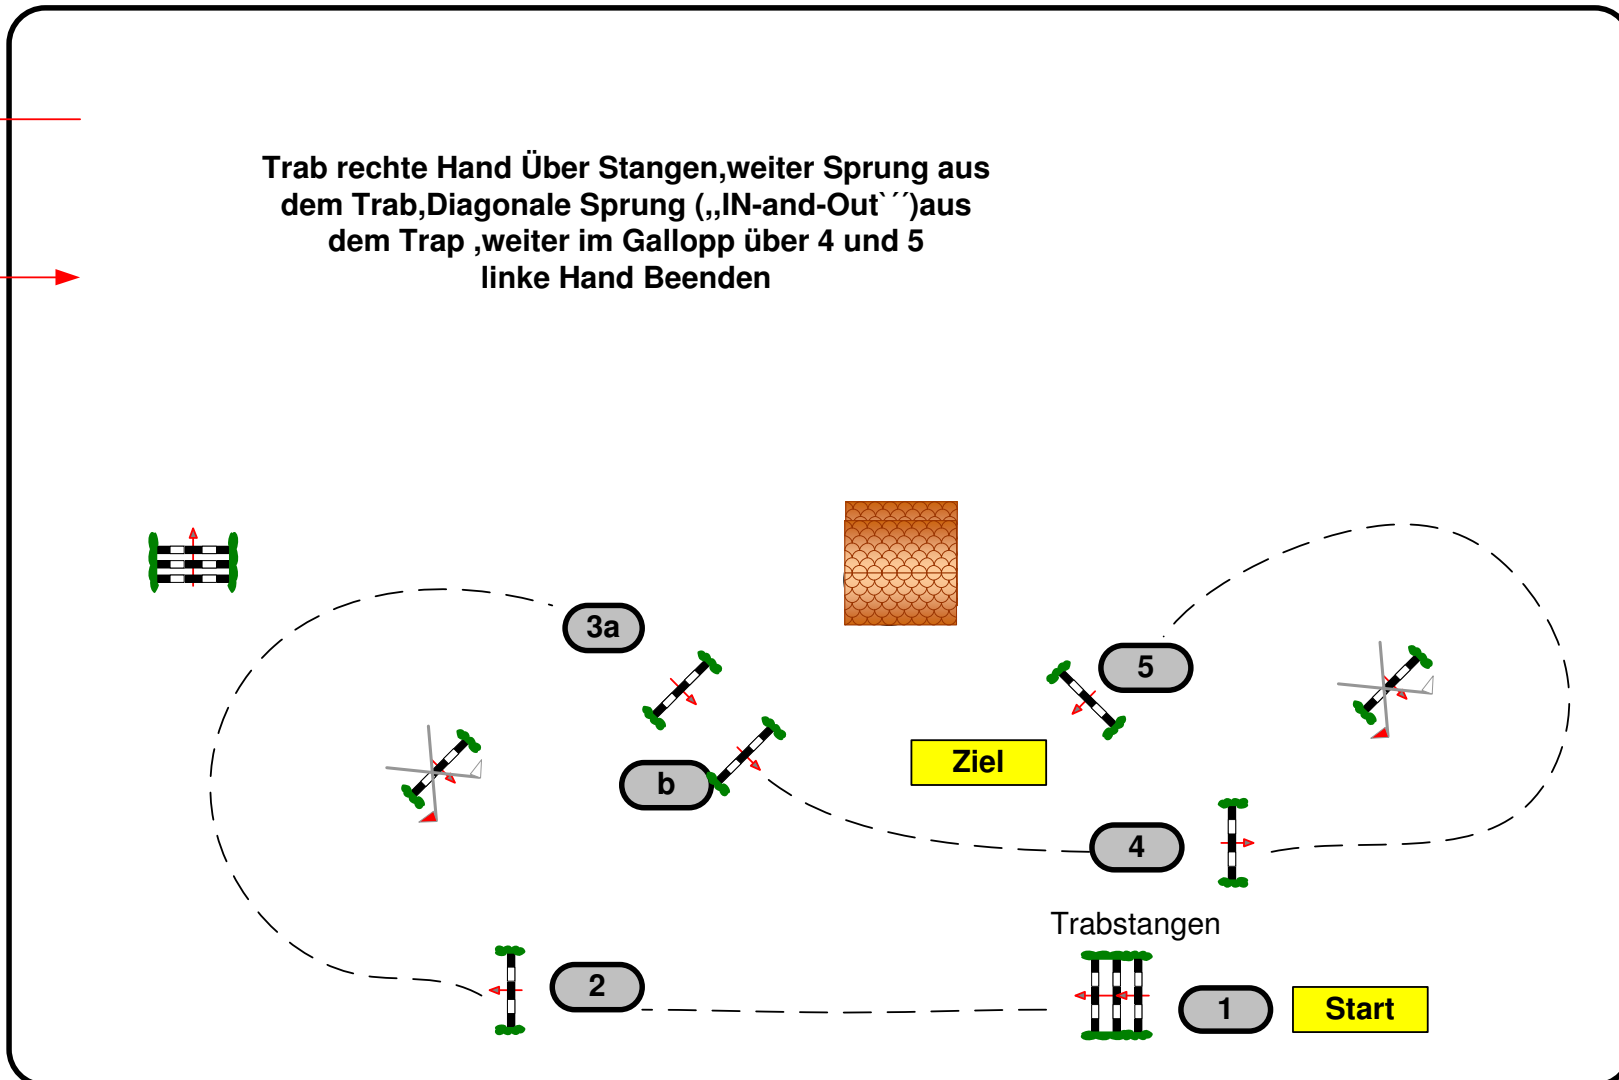 Trab rechte Hand Über Stangen,weiter Sprung aus
dem Trab,Diagonale Sprung (,,IN-and-Out`´´)aus
dem Trap ,weiter im Gallopp über 4 und 5
linke Hand Beenden
3a
5
Ziel
b
4
Trabstangen
2
1
Start